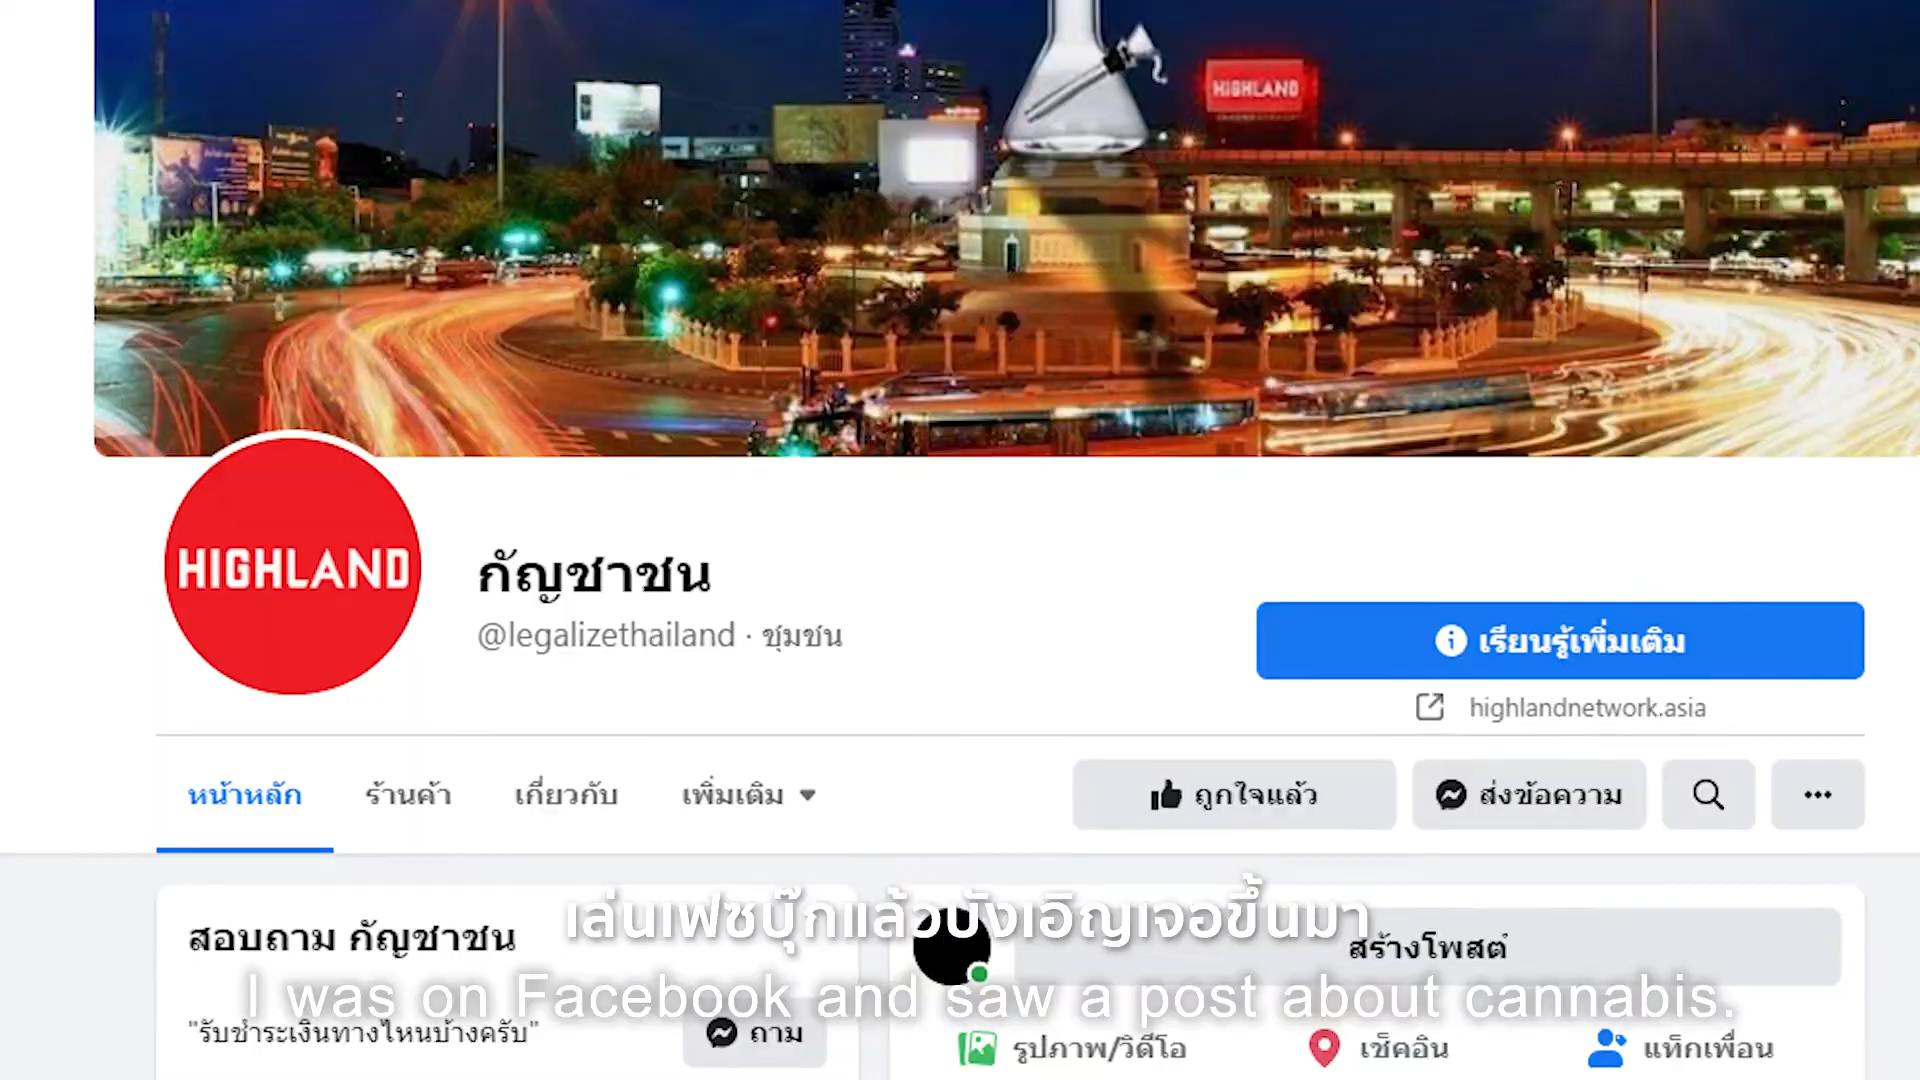 HIGHLAND
HIGHLAND
กัญชาชน
@legalizethailand · ชุมชน
เรียนรู้เพิ่มเติม
highlandnetwork.asia
หน้าหลัก
ร้านค้า
เกี่ยวกับ
เพิ่มเติม
ถูกใจแล้ว
ส่งข้อความ
สอบถาม กัญชาชน
"รับชำระเงินทางไหนบ้างครับ"
ถาม
สร้างโพสต์
รูปภาพ/วิดีโอ
เช็คอิน
แท็กเพื่อน
เล่นเฟซบุ๊กแล้วบังเอิญเจอขึ้นมา
I was on Facebook and saw a post about cannabis.